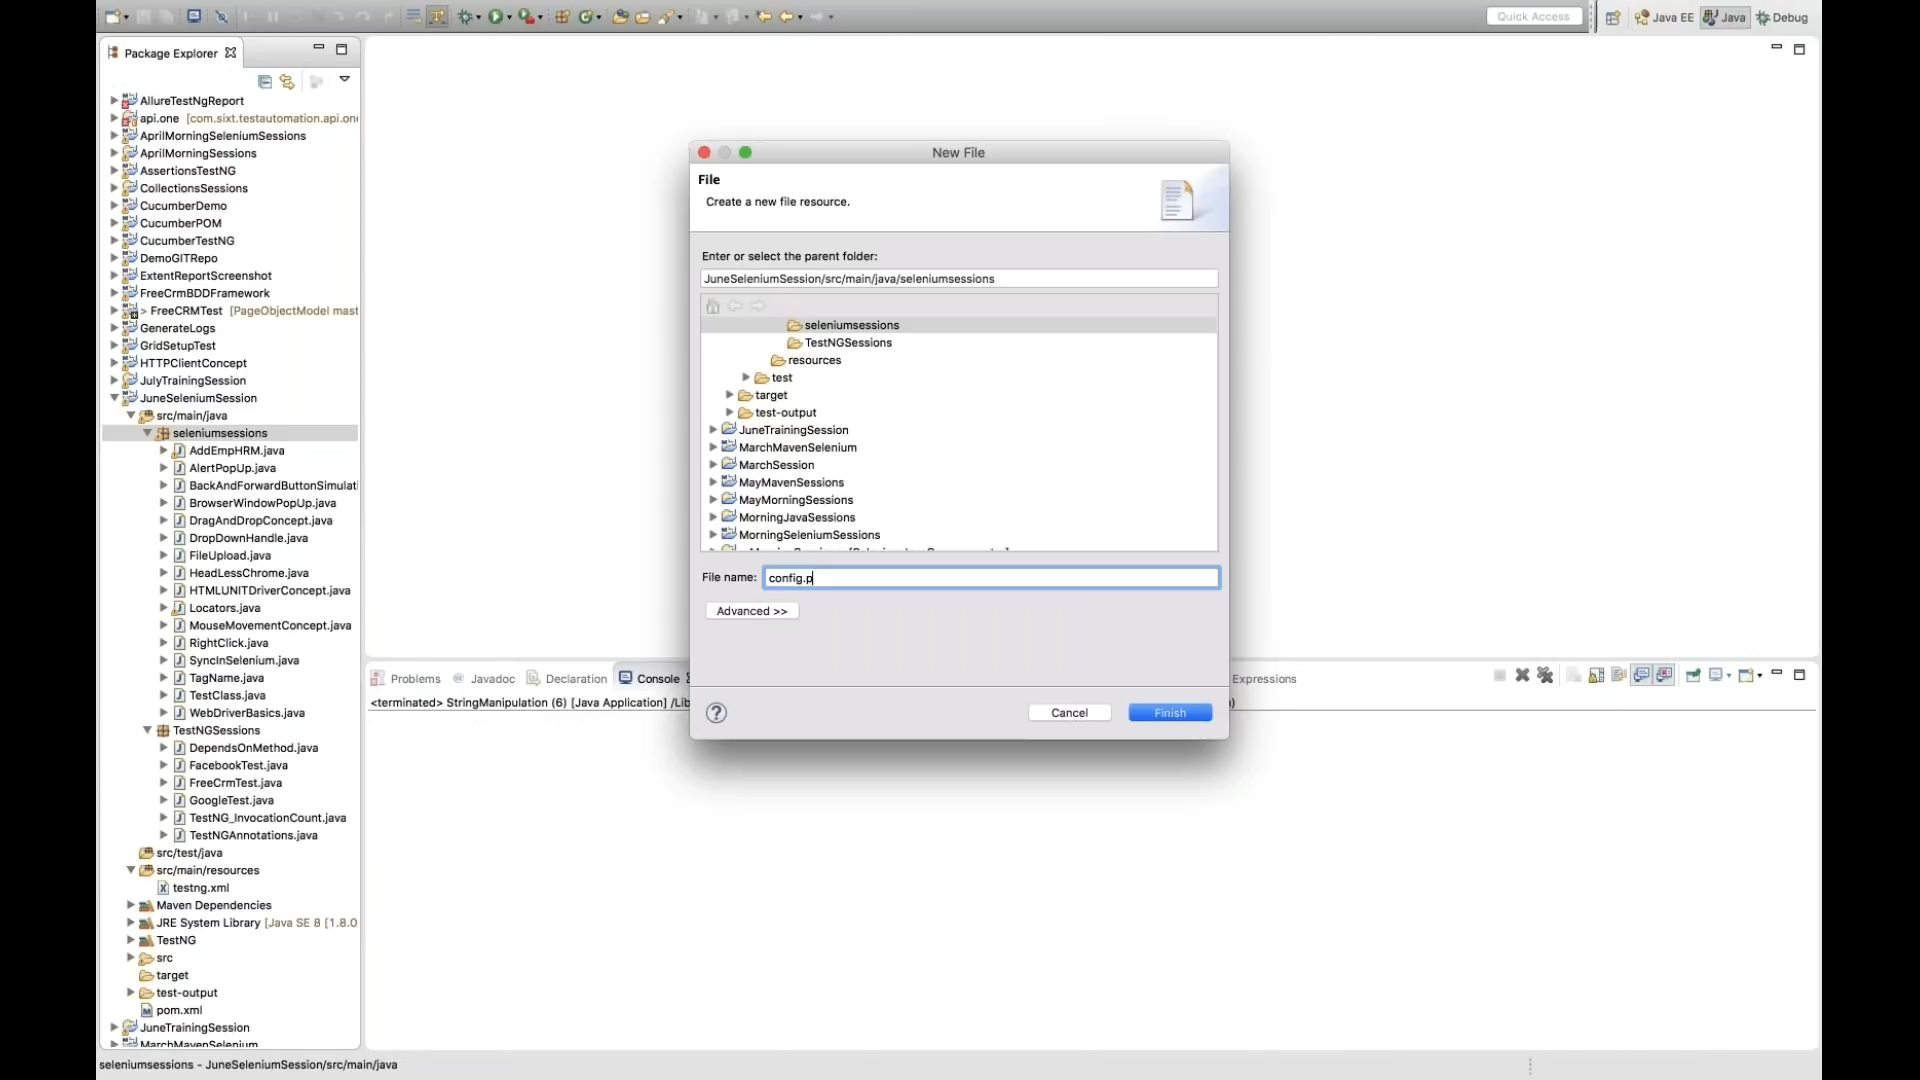 Quick Access
Java EE
Java
Debug
Package Explorer
AllureTestNgReport
api.one [com.sixt.testautomation.api.one
AprilMorningSeleniumSessions
AprilMorningSessions
AssertionsTestNG
CollectionsSessions
CucumberDemo
CucumberPOM
CucumberTestNG
DemoGITRepo
ExtentReportScreenshot
FreeCrmBDDFramework
> FreeCRMTest [PageObjectModel mast
GenerateLogs
GridSetupTest
HTTPClientConcept
JulyTrainingSession
JuneSeleniumSession
src/main/java
seleniumsessions
AddEmpHRM.java
AlertPopUp.java
BackAndForwardButtonSimulati
BrowserWindowPopUp.java
DragAndDropConcept.java
DropDownHandle.java
FileUpload.java
HeadLessChrome.java
HTMLUNITDriverConcept.java
Locators.java
MouseMovementConcept.java
RightClick.java
SyncInSelenium.java
TagName.java
TestClass.java
WebDriverBasics.java
TestNGSessions
DependsOnMethod.java
FacebookTest.java
FreeCrmTest.java
GoogleTest.java
TestNG_InvocationCount.java
TestNGAnnotations.java
src/test/java
src/main/resources
testng.xml
Maven Dependencies
JRE System Library [Java SE 8 [1.8.0
TestNG
src
target
test-output
pom.xml
JuneTrainingSession
MarchMavenSelenium
New File
File
Create a new file resource.
Enter or select the parent folder:
JuneSeleniumSession/src/main/java/seleniumsessions
seleniumsessions
TestNGSessions
resources
test
target
test-output
JuneTrainingSession
MarchMavenSelenium
MarchSession
MayMavenSessions
MayMorningSessions
MorningJavaSessions
MorningSeleniumSessions
File name: config.p
Advanced >>
Cancel
Finish
Problems
Javadoc
Declaration
Console
Expressions
<terminated> StringManipulation (6) [Java Application] /Lib
seleniumsessions - JuneSeleniumSession/src/main/java